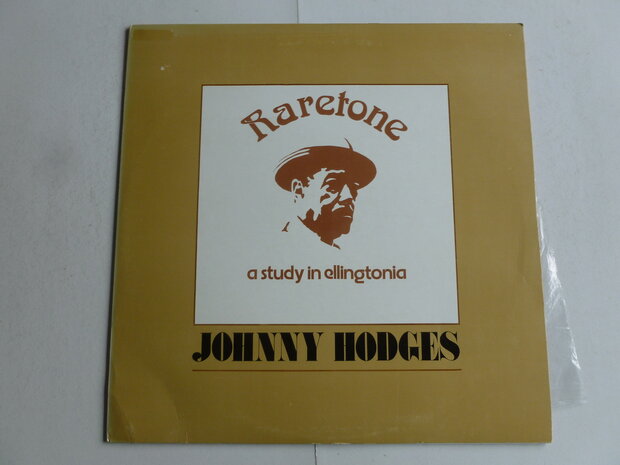 Raretone
a study in ellingtonia
JOHNNY HODGES